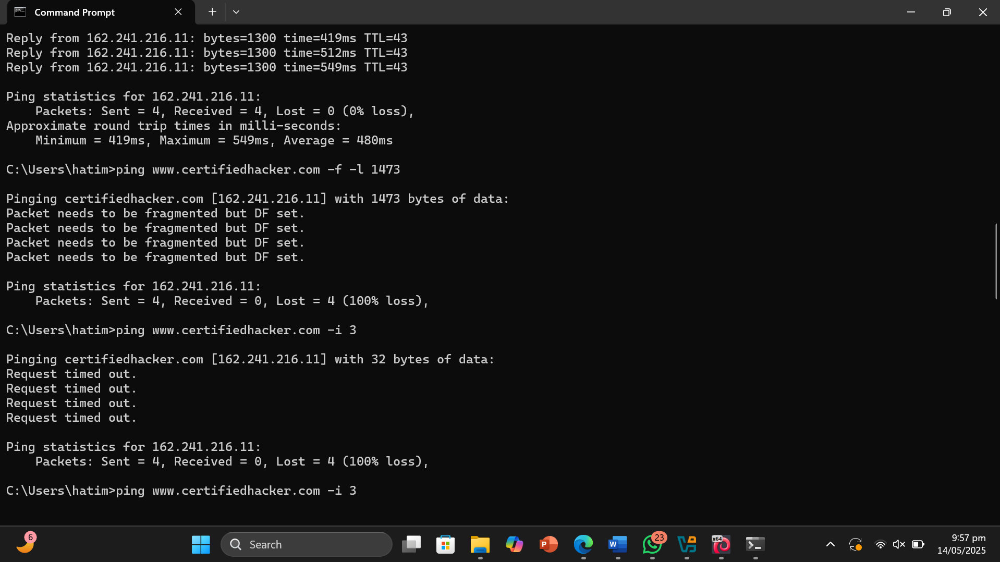 Command Prompt
Reply from 162.241.216.11: bytes=1300 time=419ms TTL=43
Reply from 162.241.216.11: bytes=1300 time=512ms TTL=43
Reply from 162.241.216.11: bytes=1300 time=549ms TTL=43
Ping statistics for 162.241.216.11:
Packets: Sent = 4, Received = 4, Lost = 0 (0% loss),
Approximate round trip times in milli-seconds:
Minimum = 419ms, Maximum = 549ms, Average = 480ms
C:\Users\hatim>ping www.certifiedhacker.com -f -l 1473
Pinging certifiedhacker.com [162.241.216.11] with 1473 bytes of data:
Packet needs to be fragmented but DF set.
Packet needs to be fragmented but DF set.
Packet needs to be fragmented but DF set.
Packet needs to be fragmented but DF set.
Ping statistics for 162.241.216.11:
Packets: Sent = 4, Received = 0, Lost = 4 (100% loss),
C:\Users\hatim>ping www.certifiedhacker.com -i 3
Pinging certifiedhacker.com [162.241.216.11] with 32 bytes of data:
Request timed out.
Request timed out.
Request timed out.
Request timed out.
Ping statistics for 162.241.216.11:
Packets: Sent = 4, Received = 0, Lost = 4 (100% loss),
C:\Users\hatim>ping www.certifiedhacker.com -i 3
6
Search
P
W
23
x64
9:57 pm
14/05/2025